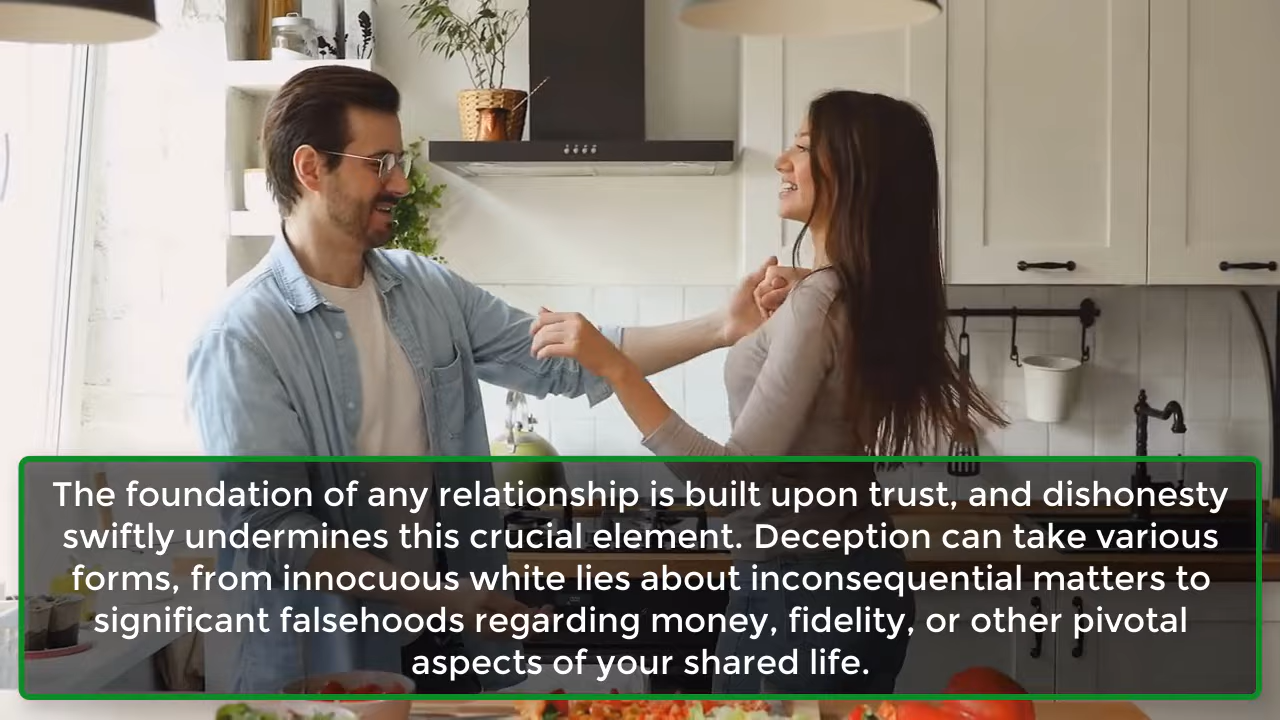 The foundation of any relationship is built upon trust, and dishonesty
swiftly undermines this crucial element. Deception can take various
forms, from innocuous white lies about inconsequential matters to
significant falsehoods regarding money, fidelity, or other pivotal
aspects of your shared life.